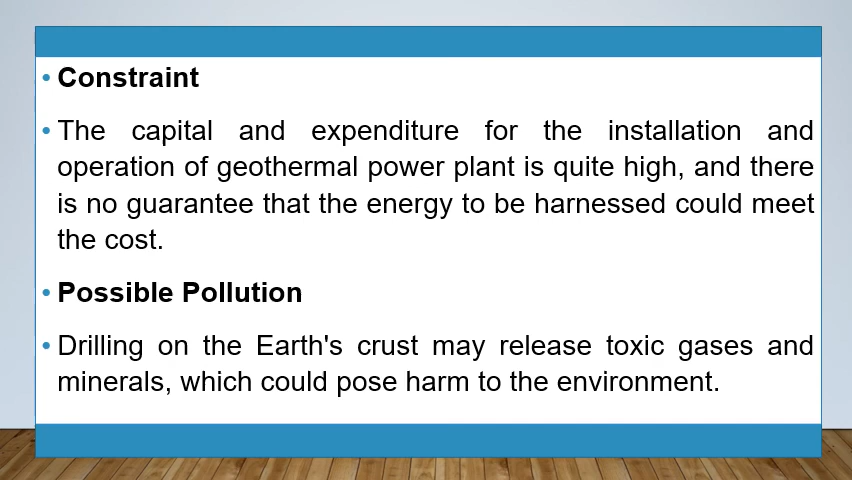 • Constraint
• The capital and expenditure for the installation and
operation of geothermal power plant is quite high, and there
is no guarantee that the energy to be harnessed could meet
the cost.
• Possible Pollution
• Drilling on the Earth's crust may release toxic gases and
minerals, which could pose harm to the environment.